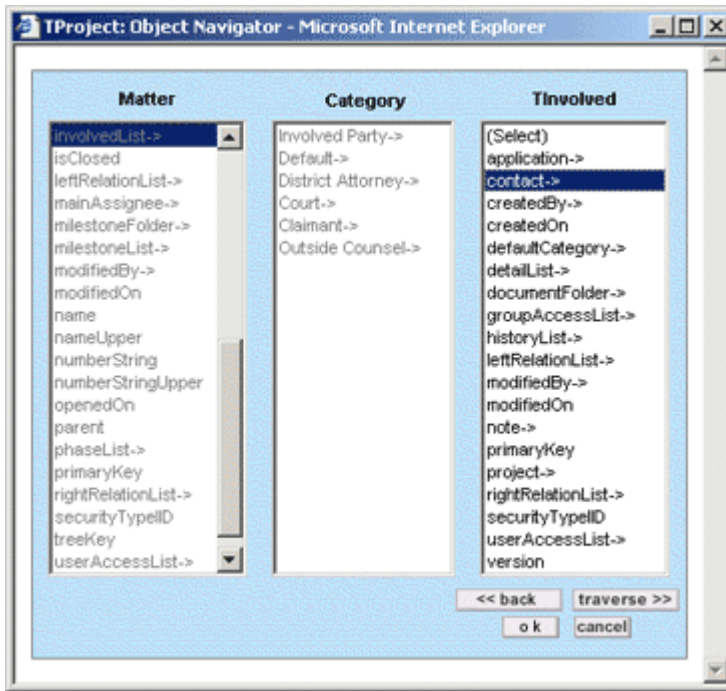 TProject: Object Navigator - Microsoft Internet Explorer
Matter
involvedList->
isClosed
leftRelationList->
mainAssignee->
milestoneFolder->
milestoneList->
modifiedBy->
modifiedOn
name
nameUpper
numberString
numberStringUpper
openedOn
parent
phaseList->
primaryKey
rightRelationList->
securityTypeID
treeKey
userAccessList->
Category
Involved Party->
Default->
District Attorney->
Court->
Claimant->
Outside Counsel->
TInvolved
(Select)
application->
contact->
createdBy->
createdOn
defaultCategory->
detailList->
documentFolder->
groupAccessList->
historyList->
leftRelationList->
modifiedBy->
modifiedOn
note->
primaryKey
project->
rightRelationList->
securityTypeID
userAccessList->
version
<< back traverse >>
ok cancel